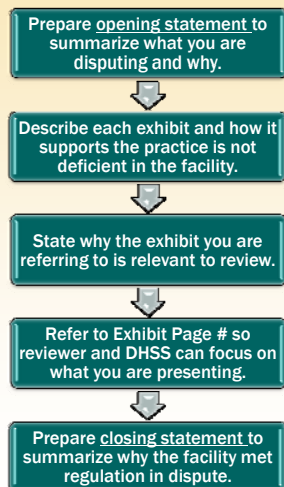 Prepare opening statement to
summarize what you are
disputing and why.
Describe each exhibit and how it
supports the practice is not
deficient in the facility.
State why the exhibit you are
referring to is relevant to review.
Refer to Exhibit Page # so
reviewer and DHSS can focus on
what you are presenting.
Prepare closing statement to
summarize why the facility met
regulation in dispute.